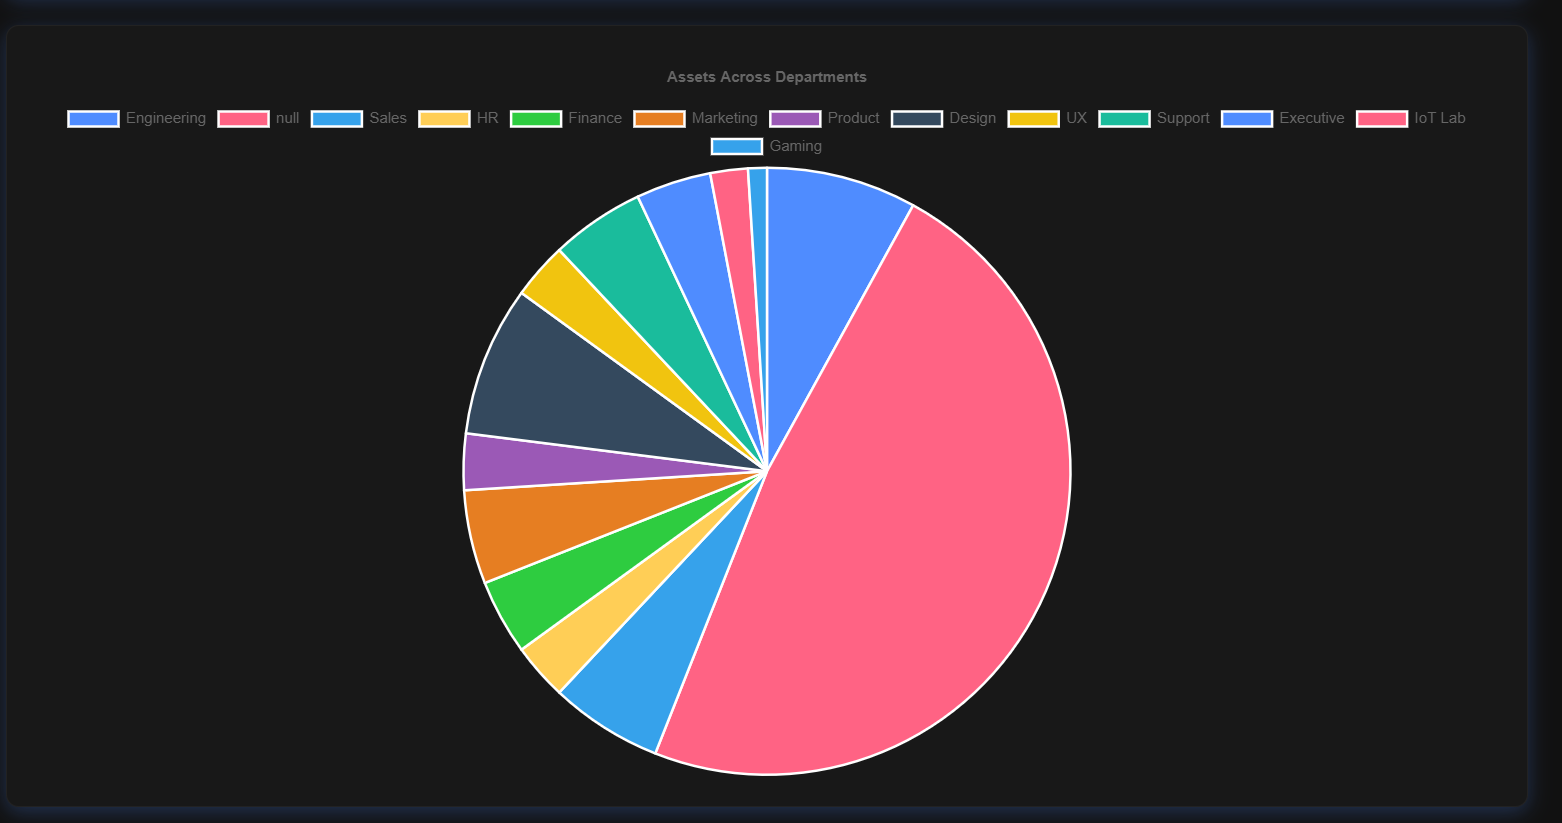 Assets Across Departments
Engineering null Sales HR Finance Marketing Product Design UX Support Executive IoT Lab
Gaming